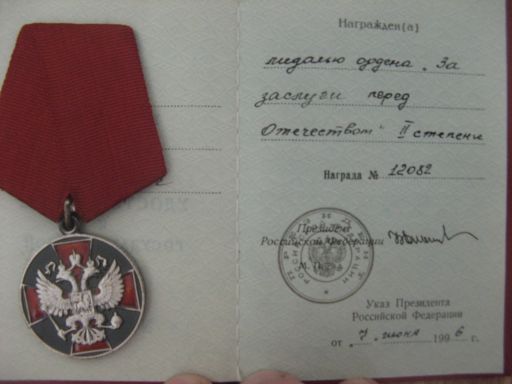 Награжден(а)
медалью ордена „За
заслуги перед
Отечеством" II степени
Награда № 12082
Президент
Российской Федерации
М. П.
Указ Президента
Российской Федерации
от „7" июня 1996 г.